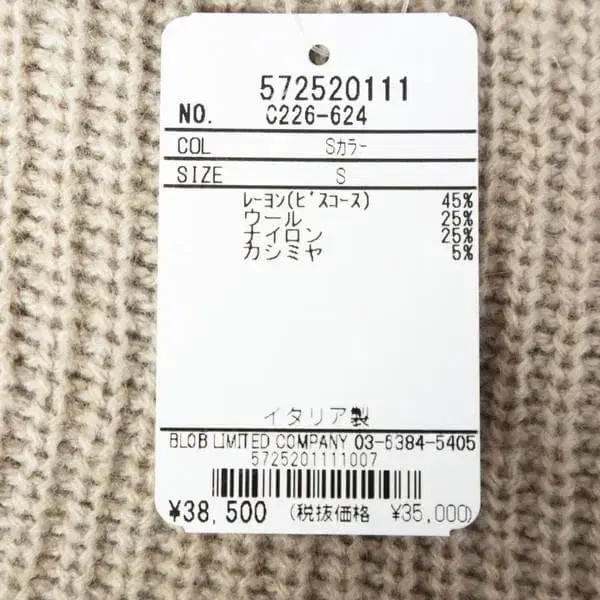 572520111
NO. C226-624
COL Sカラー
SIZE S
レーヨン(ビスコース) 45%
ウール 25%
ナイロン 25%
カシミヤ 5%
イタリア製
BLOB LIMITED COMPANY 03-6384-5405
5725201111007
¥38,500 (税抜価格 ¥35,000)